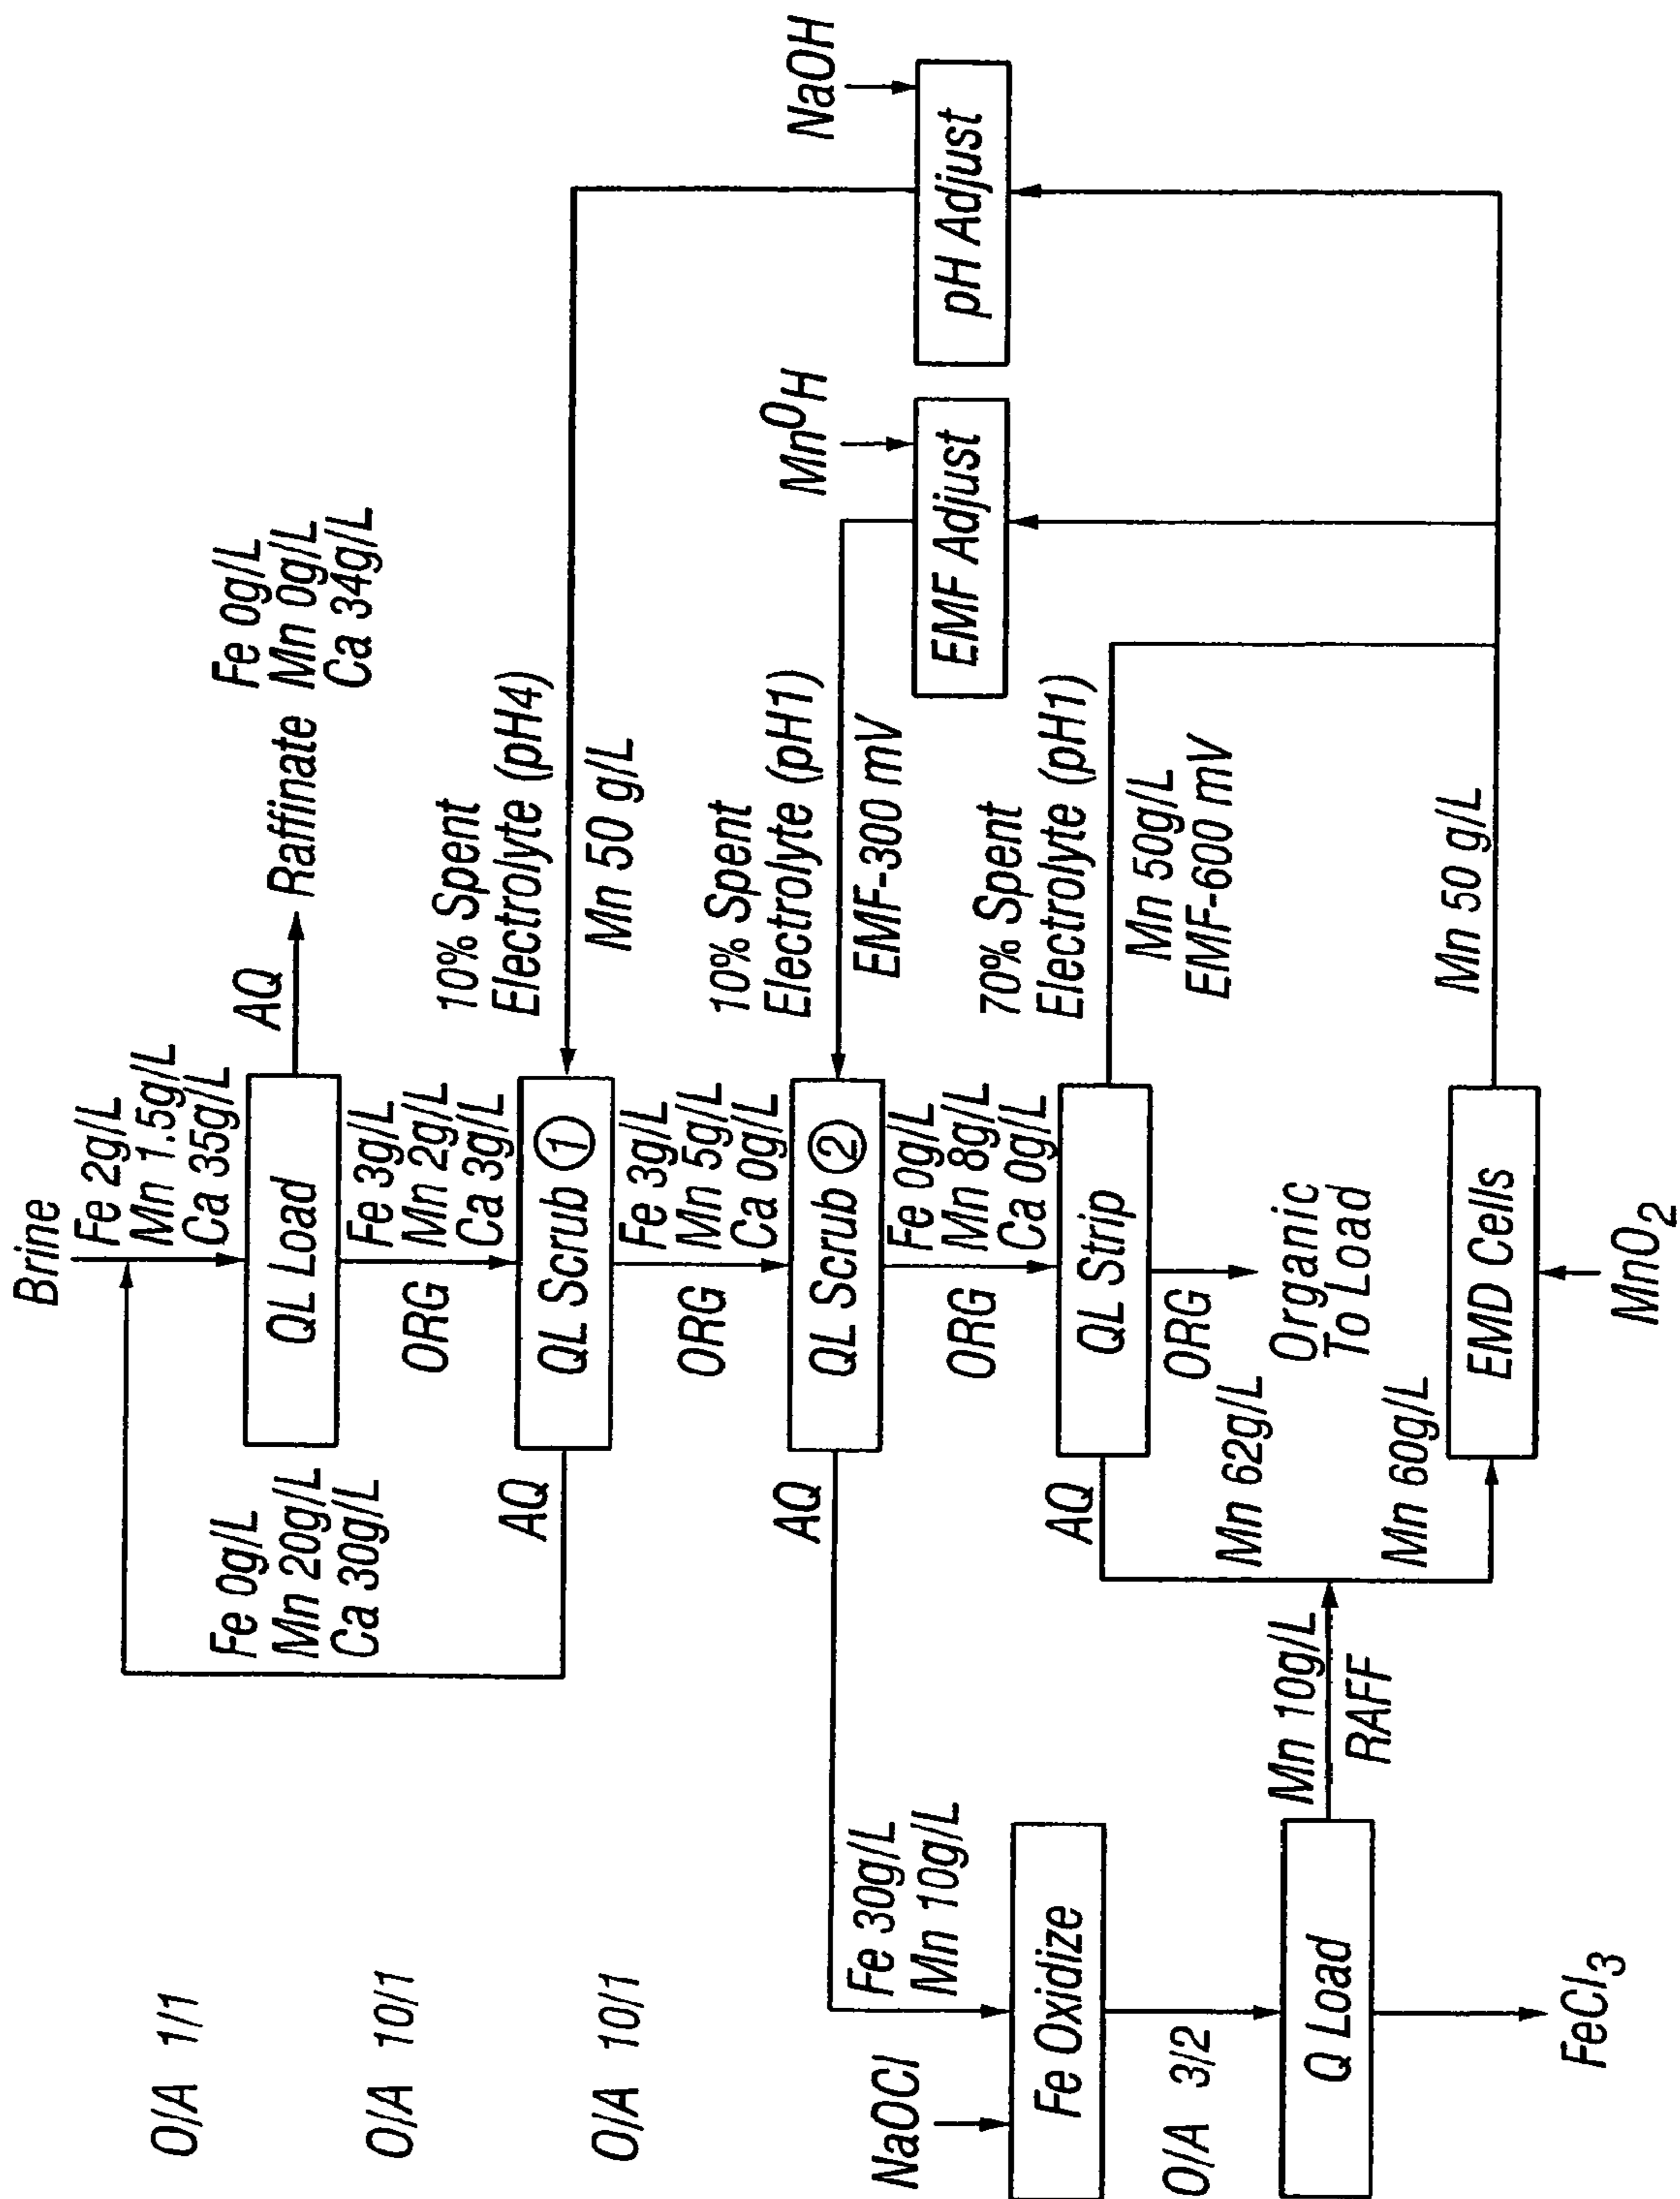 Brine
Fe 2g/L
Mn 1.5g/L
Ca 35g/L
O/A 1/1
QL Load
AQ
Raffinate
Fe 0g/L
Mn 0g/L
Ca 34g/L
Fe 0g/L
Mn 20g/L
Ca 30g/L
ORG
Fe 3g/L
Mn 2g/L
Ca 3g/L
O/A 10/1
AQ
QL Scrub ①
10% Spent
Electrolyte (pH4)
Mn 50 g/L
ORG
Fe 3g/L
Mn 5g/L
Ca 0g/L
O/A 10/1
AQ
QL Scrub ②
10% Spent
Electrolyte (pH1)
EMF-300 mV
Mn⁰H
EMF Adjust
NaOH
pH Adjust
Fe 30g/L
Mn 10g/L
ORG
Fe 0g/L
Mn 8g/L
Ca 0g/L
NaOCl
Fe Oxidize
AQ
QL Strip
70% Spent
Electrolyte (pH1)
Mn 50g/L
EMF-600 mV
O/A 3/2
ORG
Organic
To Load
Mn 62g/L
Q Load
Mn 10g/L
RAFF
Mn 60g/L
EMD Cells
Mn 50 g/L
FeCl₃
MnO₂